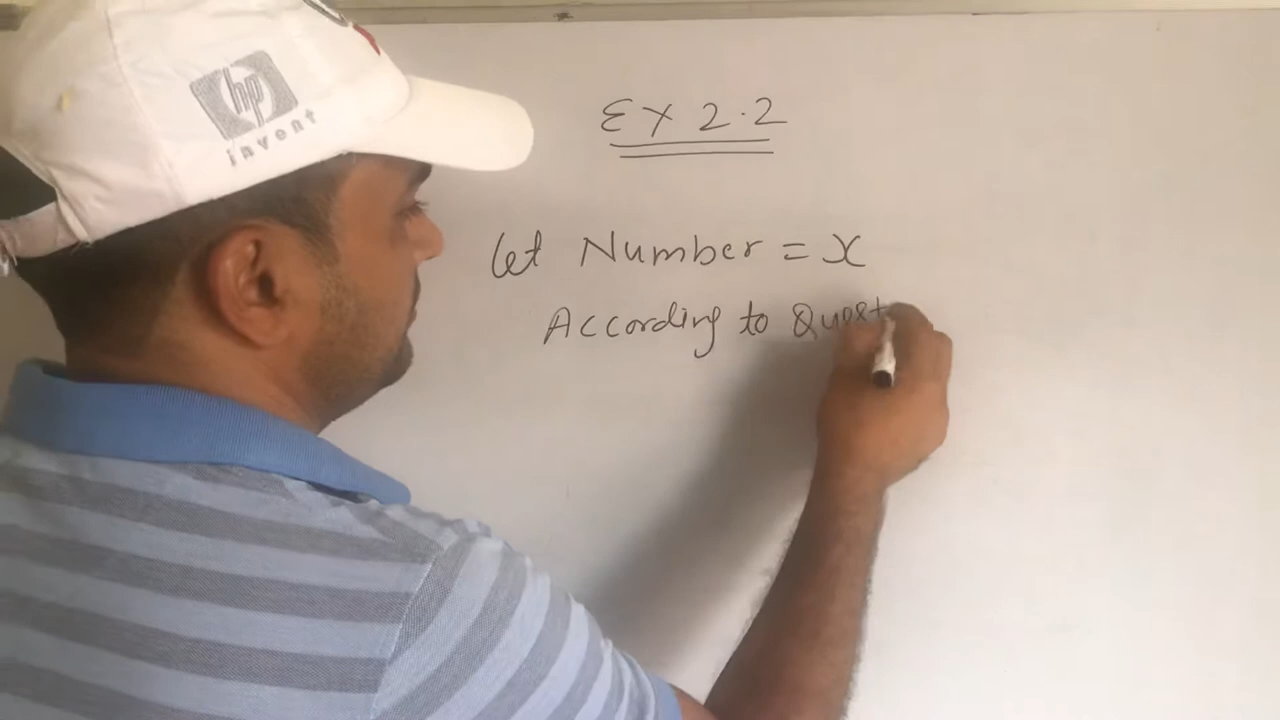 hp
invent
EX 2.2
let Number = x
According to Quest